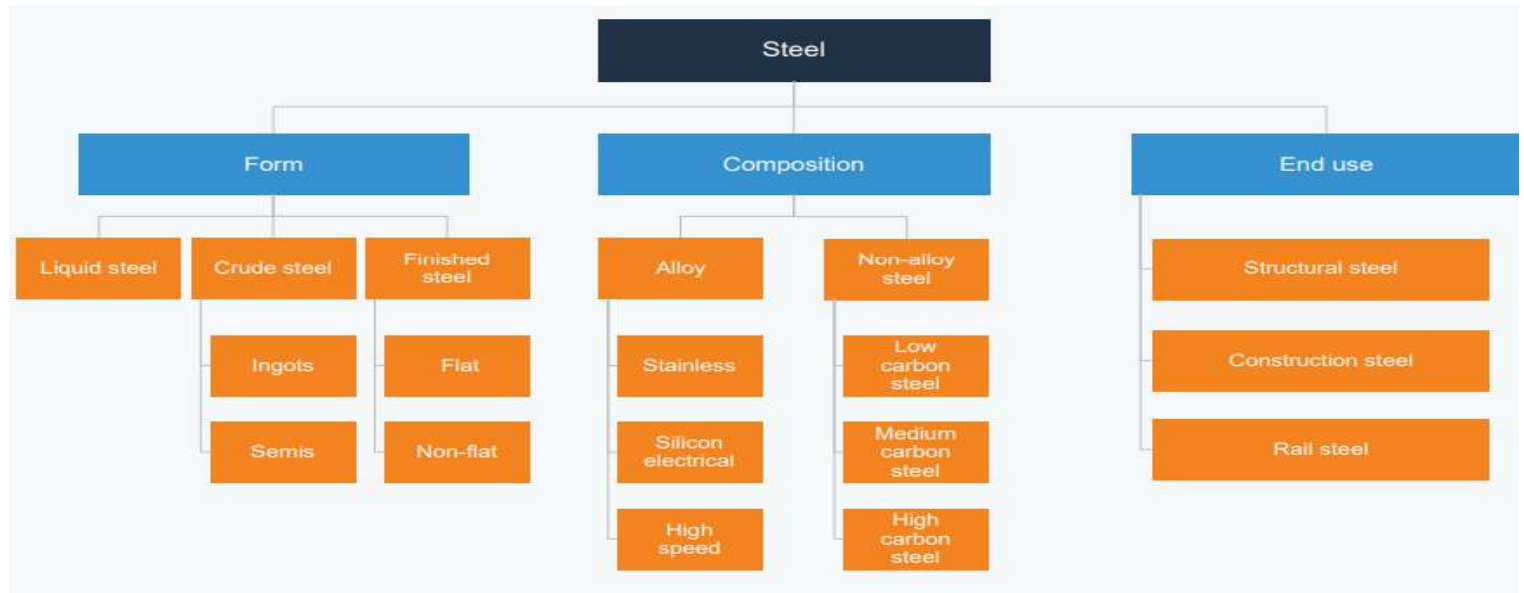 Steel
Form
Composition
End use
Liquid steel
Crude steel
Finished
steel
Alloy
Non-alloy
steel
Structural steel
Ingots
Flat
Stainless
Low
carbon
steel
Construction steel
Semis
Non-flat
Silicon
electrical
Medium
carbon
steel
Rail steel
High
speed
High
carbon
steel